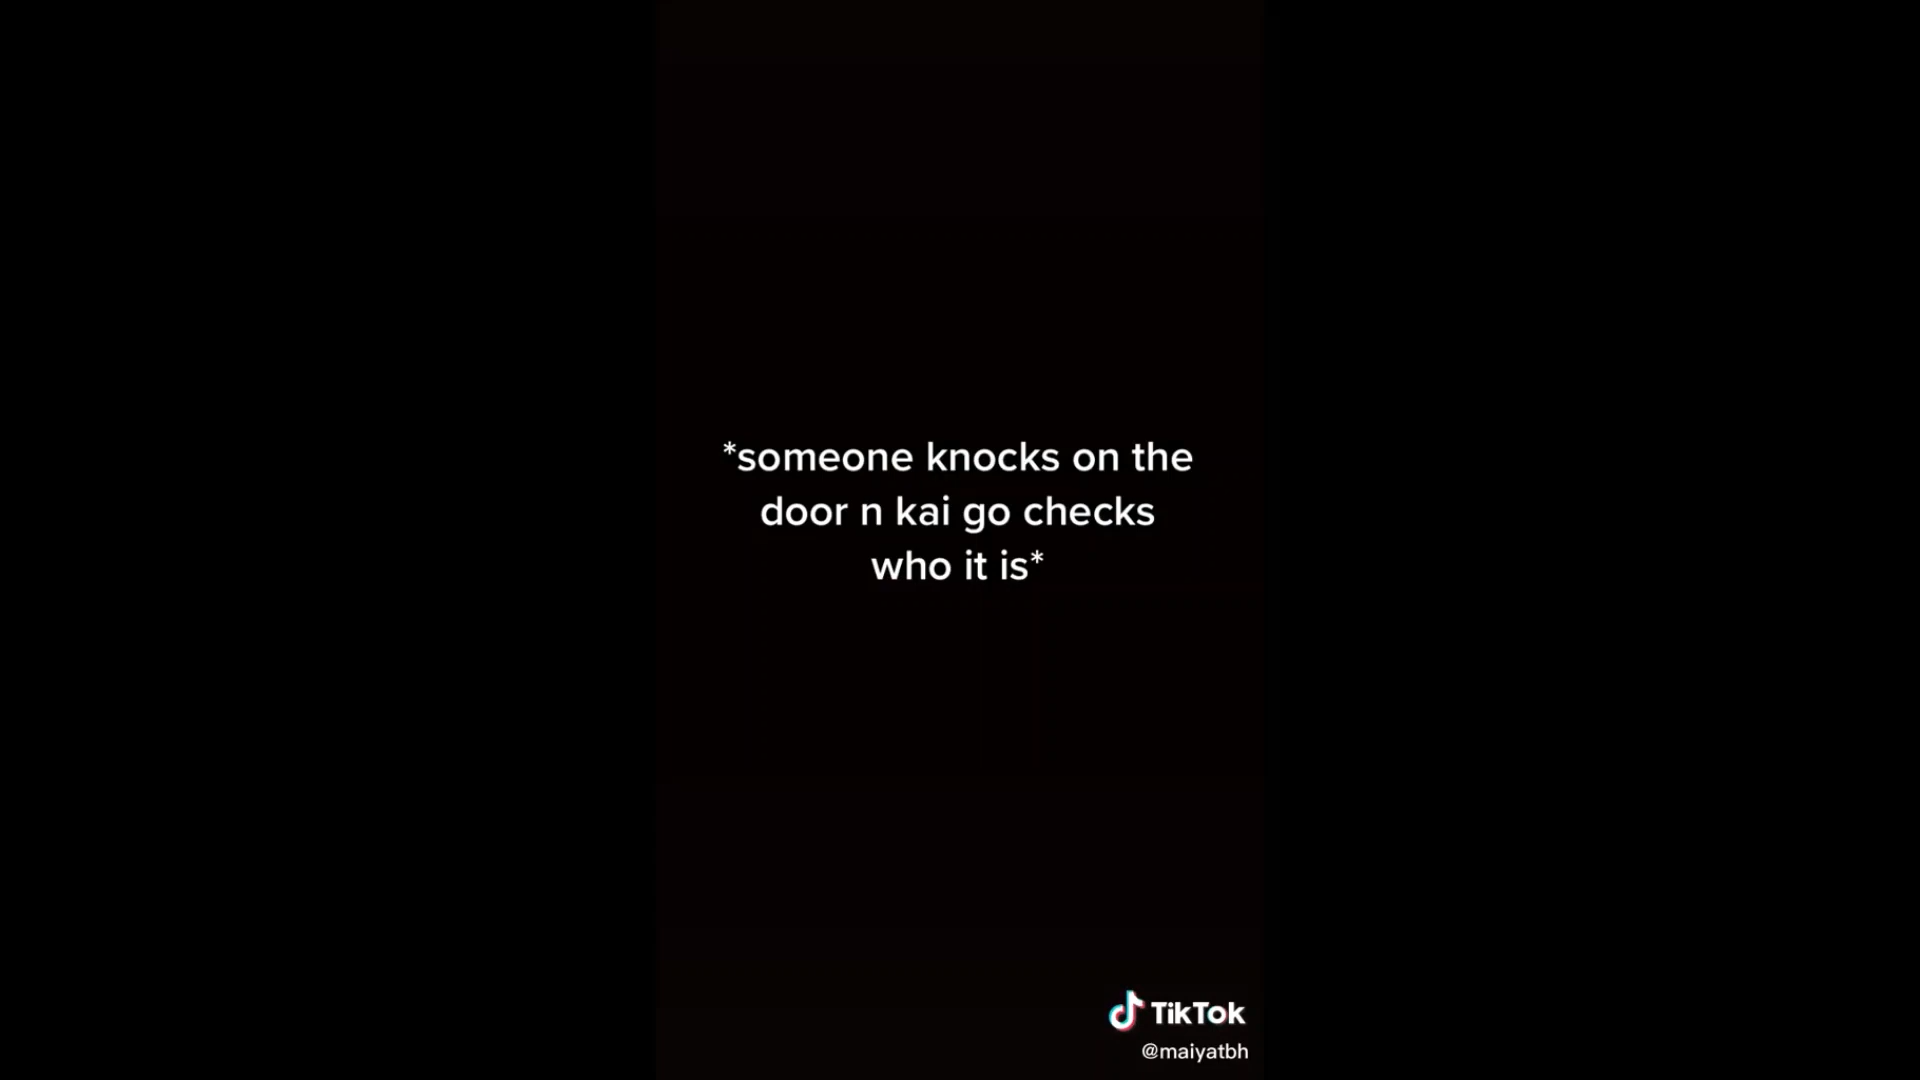 *someone knocks on the
door n kai go checks
who it is*
TikTok
@maiyatbh